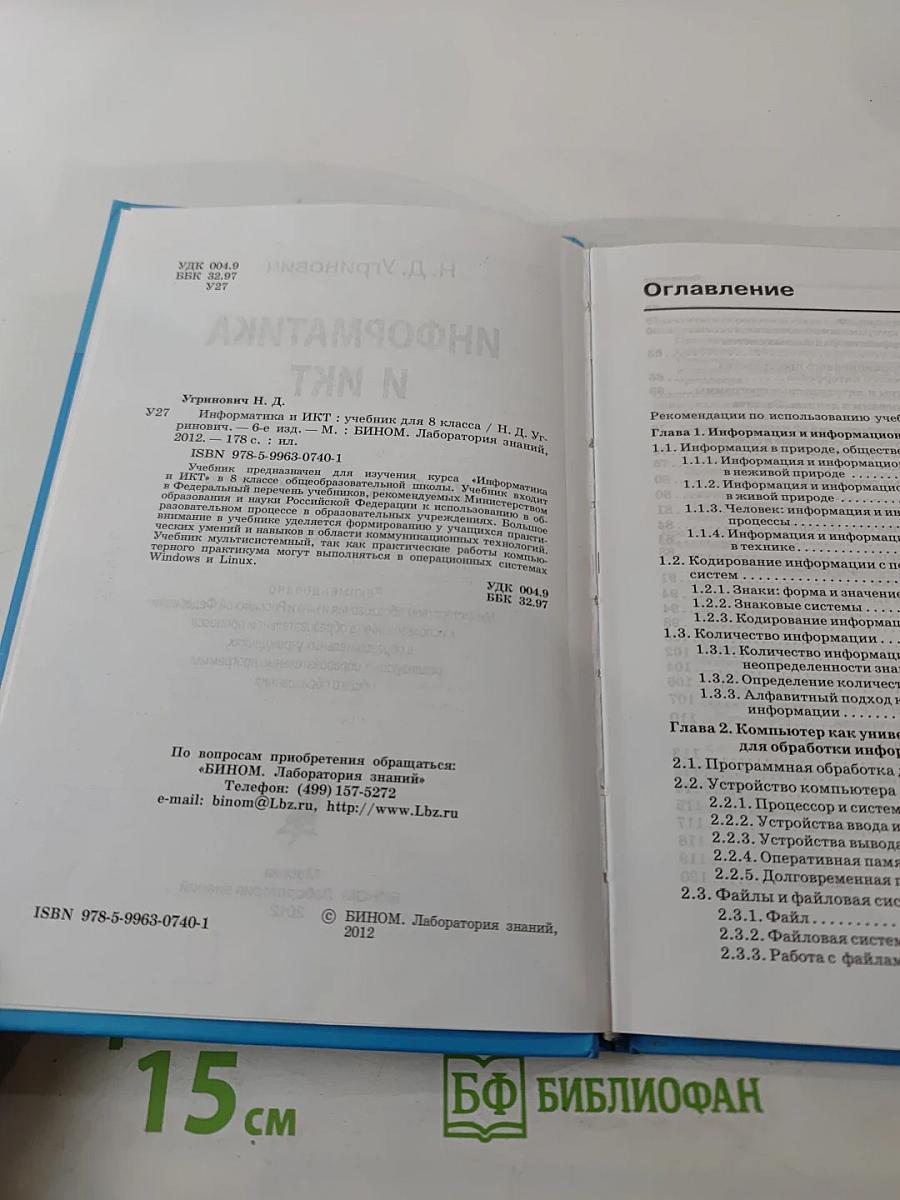 УДК 004.9
ББК 32.97
У27
Н. Д. Угринович
ИНФОРМАТИКА
И ИКТ
Угринович Н. Д.
У27 Информатика и ИКТ : учебник для 8 класса / Н. Д. Уг-
ринович. — 6-е изд. — М. : БИНОМ. Лаборатория знаний,
2012. — 178 с. : ил.
ISBN 978-5-9963-0740-1
Учебник предназначен для изучения курса «Информатика
и ИКТ» в 8 классе общеобразовательной школы. Учебник входит
в Федеральный перечень учебников, рекомендуемых Министерством
образования и науки Российской Федерации к использованию в об-
разовательном процессе в образовательных учреждениях. Большое
внимание в учебнике уделяется формированию у учащихся практи-
ческих умений и навыков в области коммуникационных технологий.
Учебник мультисистемный, так как практические работы компью-
терного практикума могут выполняться в операционных системах
Windows и Linux.
УДК 004.9
ББК 32.97
По вопросам приобретения обращаться:
«БИНОМ. Лаборатория знаний»
Телефон: (499) 157-5272
e-mail: binom@Lbz.ru, http://www.Lbz.ru
ISBN 978-5-9963-0740-1
© БИНОМ. Лаборатория знаний,
2012
Оглавление
Рекомендации по использованию учеб
Глава 1. Информация и информацион
1.1. Информация в природе, обществе
1.1.1. Информация и информацио
в неживой природе
1.1.2. Информация и информацио
в живой природе
1.1.3. Человек: информация и ин
процессы
1.1.4. Информация и информаци
в технике
1.2. Кодирование информации с по
систем
1.2.1. Знаки: форма и значение
1.2.2. Знаковые системы
1.2.3. Кодирование информац
1.3. Количество информации
1.3.1. Количество информаци
неопределенности зна
1.3.2. Определение количест
1.3.3. Алфавитный подход к
информации
Глава 2. Компьютер как униве
для обработки инфор
2.1. Программная обработка д
2.2. Устройство компьютера
2.2.1. Процессор и систем
2.2.2. Устройства ввода и
2.2.3. Устройства вывода
2.2.4. Оперативная памя
2.2.5. Долговременная п
2.3. Файлы и файловая сис
2.3.1. Файл
2.3.2. Файловая систем
2.3.3. Работа с файлам
15 см
БФ БИБЛИОФАН